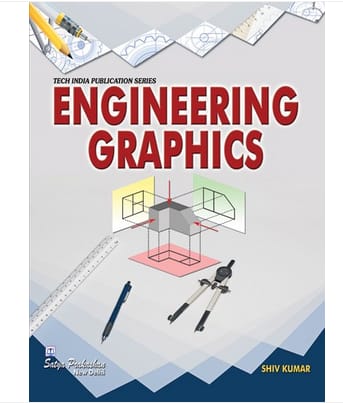 TECH INDIA PUBLICATION SERIES
ENGINEERING
GRAPHICS
Satya Prakashan
New Delhi
SHIV KUMAR